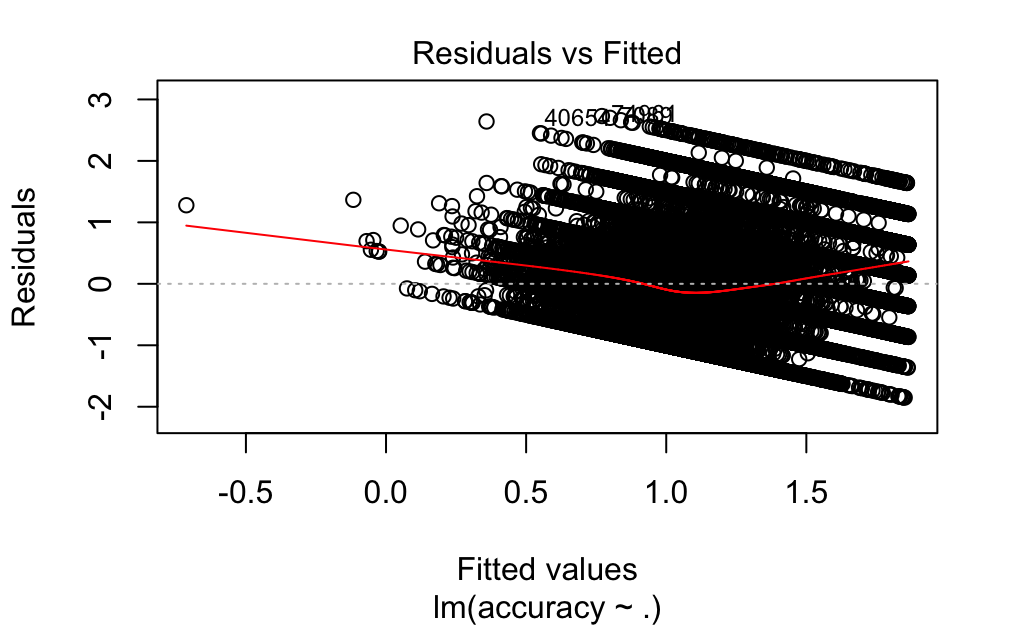 Residuals vs Fitted
3
2
1
0
-1
-2
Residuals
-0.5 0.0 0.5 1.0 1.5
Fitted values
lm(accuracy ~ .)